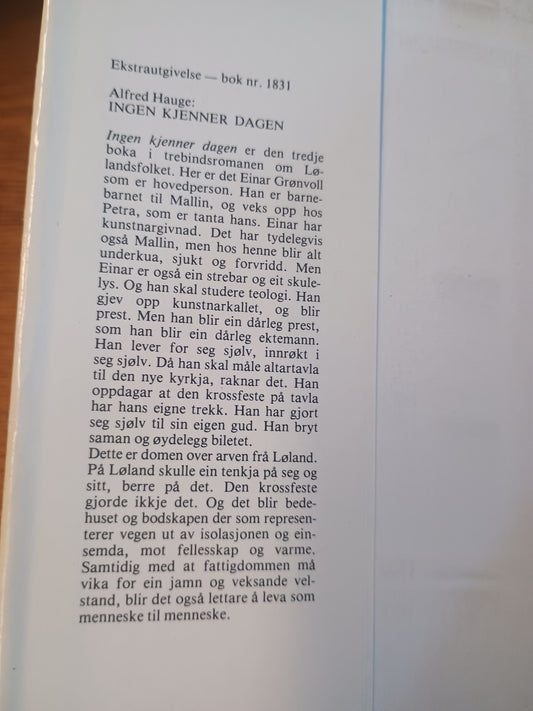 Ekstrautgivelse — bok nr. 1831
Alfred Hauge:
INGEN KJENNER DAGEN
Ingen kjenner dagen er den tredje
boka i trebindsromanen om Lø-
landsfolket. Her er det Einar Grønvoll
som er hovedperson. Han er barne-
barnet til Mallin, og veks opp hos
Petra, som er tanta hans. Einar har
kunstnargivnad. Det har tydelegvis
også Mallin, men hos henne blir alt
underkua, sjukt og forvridd. Men
Einar er også ein strebar og eit skule-
lys. Og han skal studere teologi. Han
gjev opp kunstnarkallet, og blir
prest. Men han blir ein dårleg prest,
som han blir ein dårleg ektemann.
Han lever for seg sjølv, innrøkt i
seg sjølv. Då han skal måle altartavla
til den nye kyrkja, raknar det. Han
oppdagar at den krossfeste på tavla
har hans eigne trekk. Han har gjort
seg sjølv til sin eigen gud. Han bryt
saman og øydelegg biletet.
Dette er domen over arven frå Løland.
På Løland skulle ein tenkja på seg og
sitt, berre på det. Den krossfeste
gjorde ikkje det. Og det blir bede-
huset og bodskapen der som represen-
terer vegen ut av isolasjonen og ein-
semda, mot fellesskap og varme.
Samtidig med at fattigdommen må
vika for ein jamn og veksande vel-
stand, blir det også lettare å leva som
menneske til menneske.